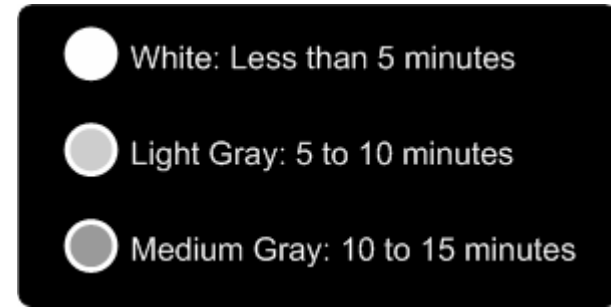 White: Less than 5 minutes
Light Gray: 5 to 10 minutes
Medium Gray: 10 to 15 minutes